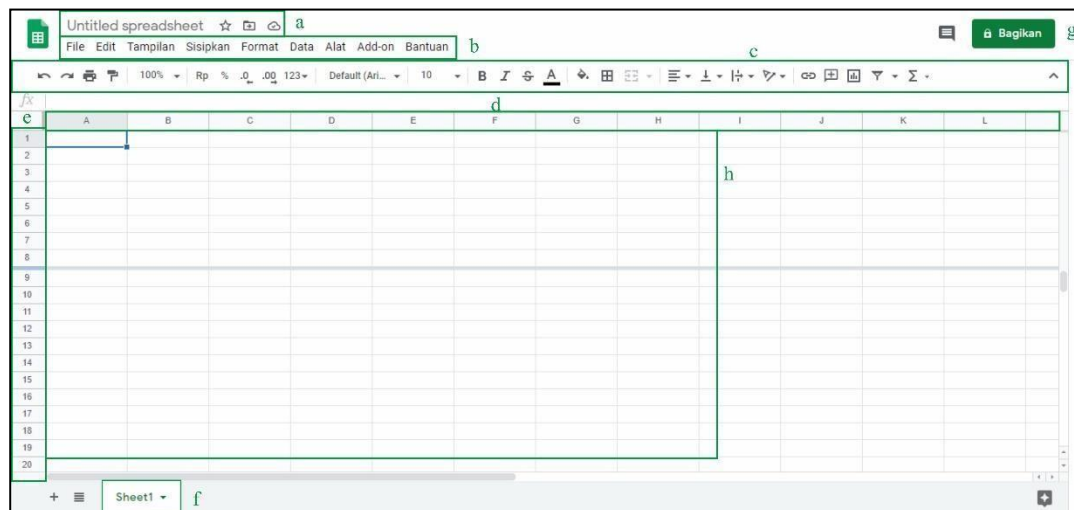 Untitled spreadsheet a
File Edit Tampilan Sisipkan Format Data Alat Add-on Bantuan b
Bagikan g
c
100% Rp % .0 .00 123 Default (Ari... 10 B I S A Σ
fx
d
e A B C D E F G H I J K L
1
2
3 h
4
5
6
7
8
9
10
11
12
13
14
15
16
17
18
19
20
+ Sheet1 f